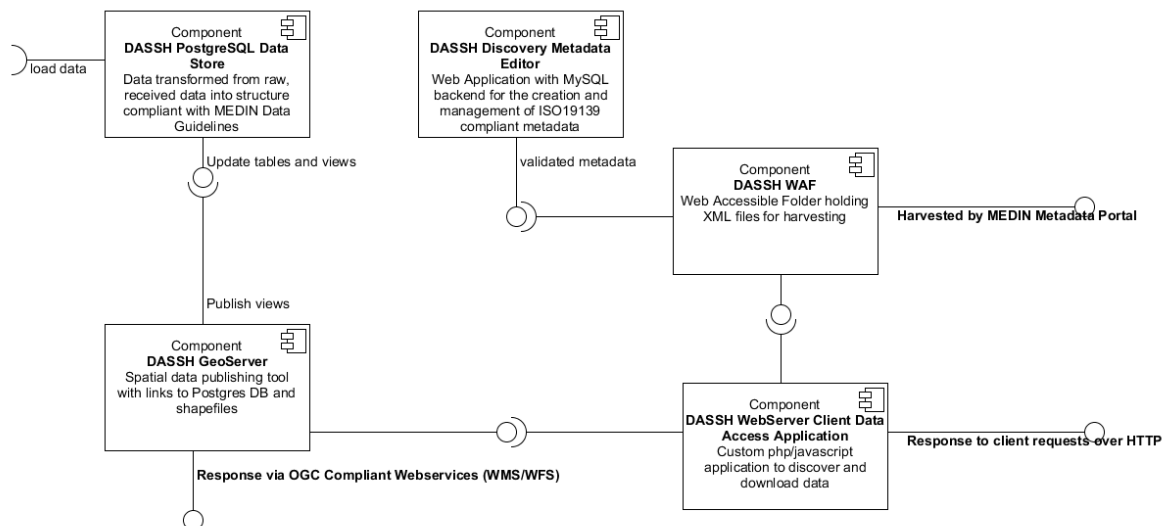 Component
DASSH PostgreSQL Data
Store
Data transformed from raw,
received data into structure
compliant with MEDIN Data
Guidelines
load data
Component
DASSH Discovery Metadata
Editor
Web Application with MySQL
backend for the creation and
management of ISO19139
compliant metadata
Update tables and views
validated metadata
Component
DASSH WAF
Web Accessible Folder holding
XML files for harvesting
Harvested by MEDIN Metadata Portal
Publish views
Component
DASSH GeoServer
Spatial data publishing tool
with links to Postgres DB and
shapefiles
Component
DASSH WebServer Client Data
Access Application
Custom php/javascript
application to discover and
download data
Response to client requests over HTTP
Response via OGC Compliant Webservices (WMS/WFS)